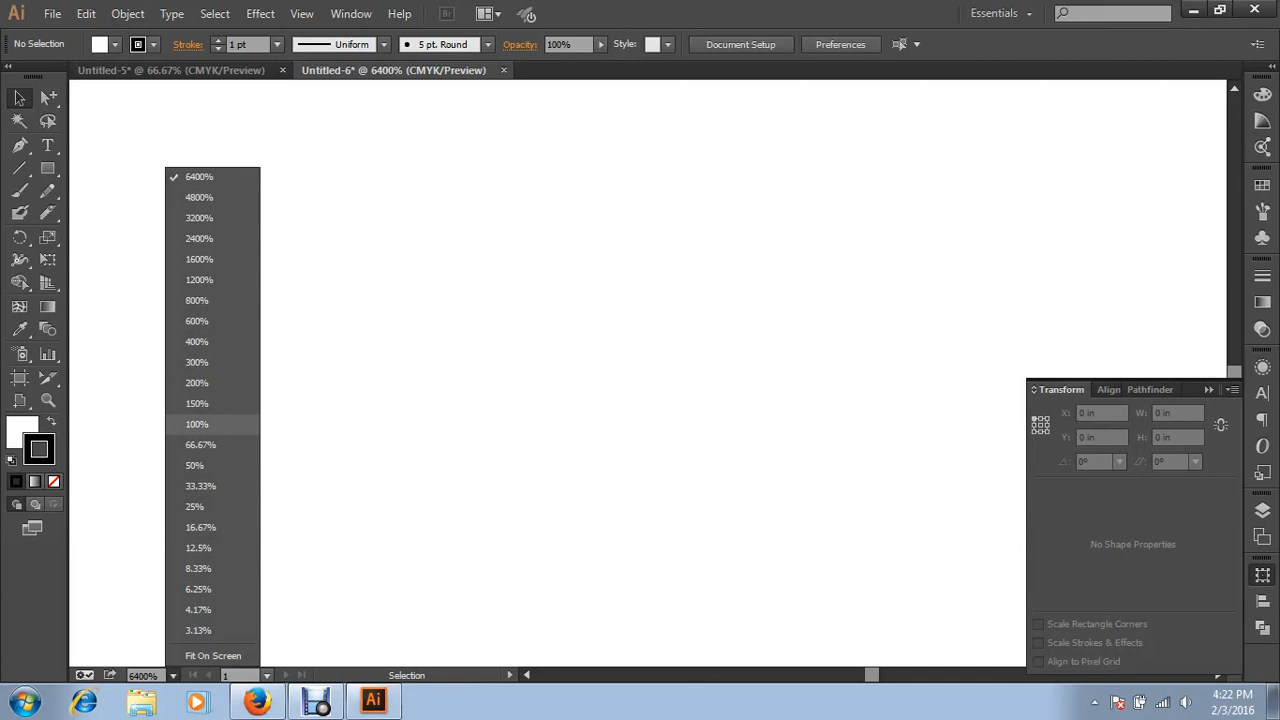 Ai File Edit Object Type Select Effect View Window Help Br Essentials
No Selection Stroke: 1 pt Uniform 5 pt. Round Opacity: 100% Style: Document Setup Preferences
Untitled-5* @ 66.67% (CMYK/Preview) × Untitled-6* @ 6400% (CMYK/Preview) ×
6400%
4800%
3200%
2400%
1600%
1200%
800%
600%
400%
300%
200%
150%
100%
66.67%
50%
33.33%
25%
16.67%
12.5%
8.33%
6.25%
4.17%
3.13%
Fit On Screen
Transform Align Pathfinder
X: 0 in W: 0 in
Y: 0 in H: 0 in
0° 0°
No Shape Properties
Scale Rectangle Corners
Scale Strokes & Effects
Align to Pixel Grid
6400% 1 Selection
Ai
4:22 PM
2/3/2016